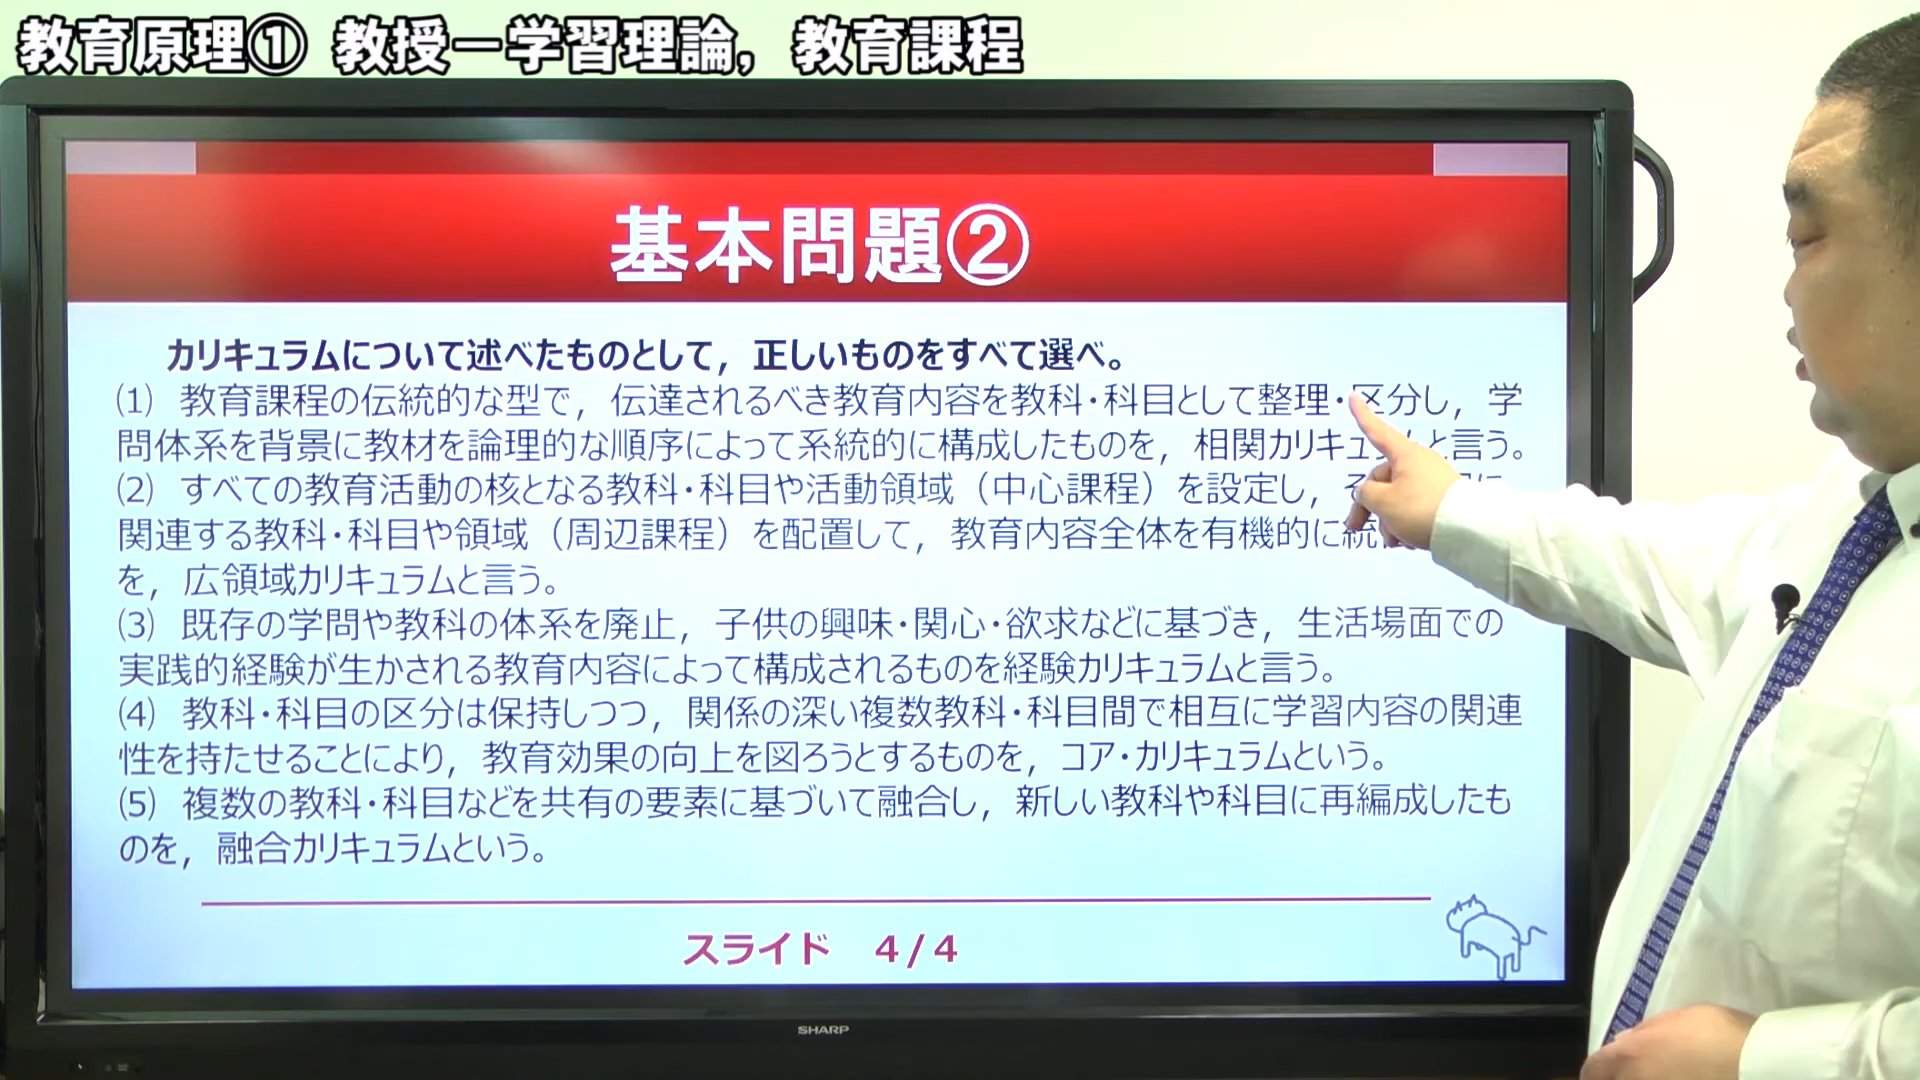 教育原理① 教授－学習理論，教育課程
基本問題②
カリキュラムについて述べたものとして，正しいものをすべて選べ。
⑴ 教育課程の伝統的な型で，伝達されるべき教育内容を教科・科目として整理・区分し，学
問体系を背景に教材を論理的な順序によって系統的に構成したものを，相関カリキュ と言う。
⑵ すべての教育活動の核となる教科・科目や活動領域（中心課程）を設定し，
関連する教科・科目や領域（周辺課程）を配置して，教育内容全体を有機的に統
を，広領域カリキュラムと言う。
⑶ 既存の学問や教科の体系を廃止，子供の興味・関心・欲求などに基づき，生活場面での
実践的経験が生かされる教育内容によって構成されるものを経験カリキュラムと言う。
⑷ 教科・科目の区分は保持しつつ，関係の深い複数教科・科目間で相互に学習内容の関連
性を持たせることにより，教育効果の向上を図ろうとするものを，コア・カリキュラムという。
⑸ 複数の教科・科目などを共有の要素に基づいて融合し，新しい教科や科目に再編成したも
のを，融合カリキュラムという。
スライド 4/4
SHARP